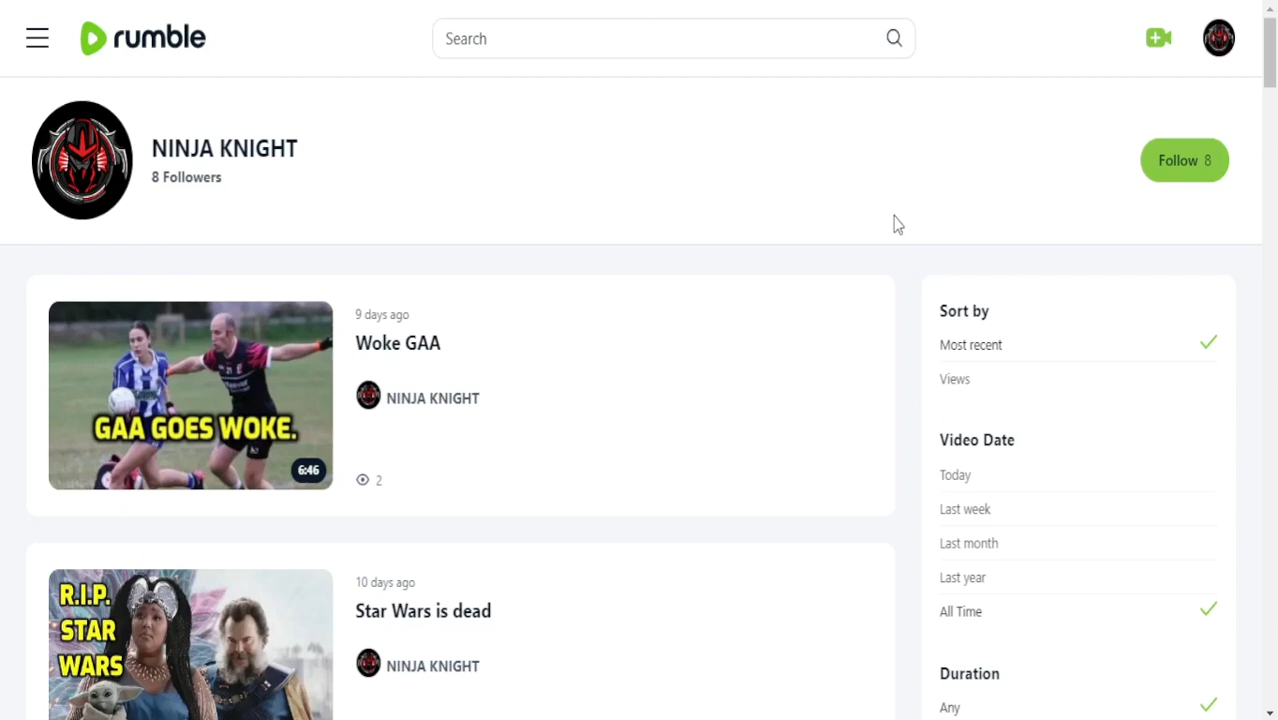 rumble
Search
NINJA KNIGHT
8 Followers
Follow 8
9 days ago
Woke GAA
NINJA KNIGHT
GAA GOES WOKE.
6:46
2
10 days ago
Star Wars is dead
NINJA KNIGHT
R.I.P.
STAR
WARS
Sort by
Most recent
Views
Video Date
Today
Last week
Last month
Last year
All Time
Duration
Any